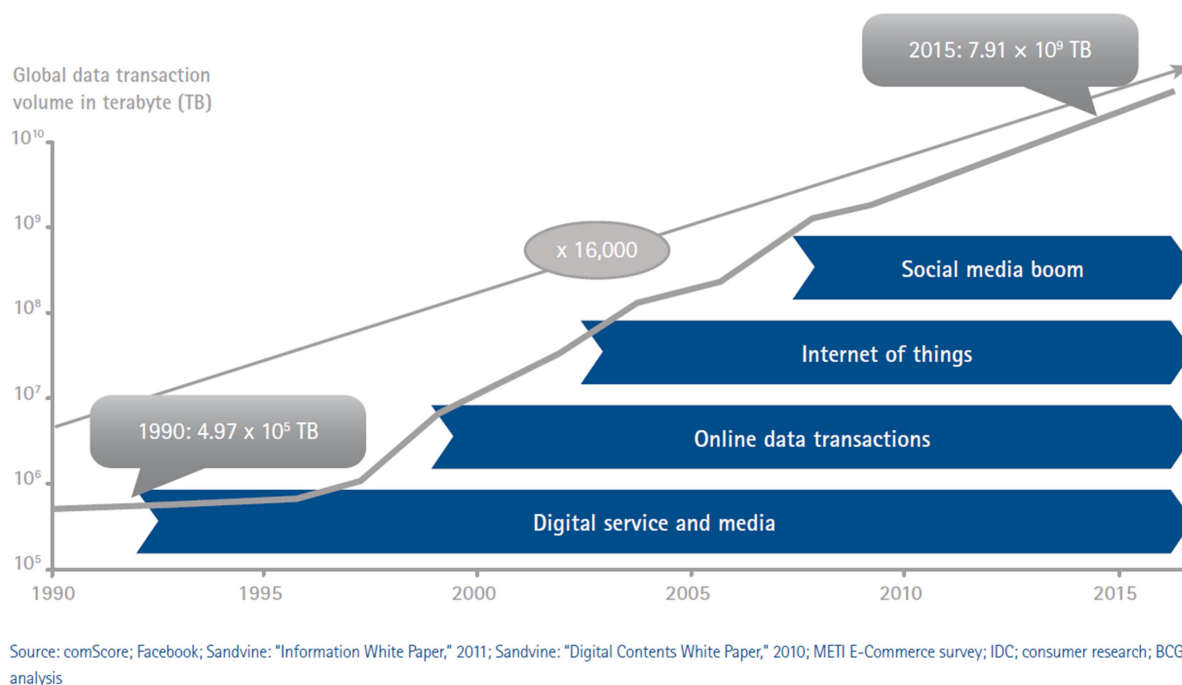 2015: 7.91 × 10⁹ TB
Global data transaction
volume in terabyte (TB)
10¹⁰
10⁹
x 16,000
Social media boom
10⁸
Internet of things
10⁷
1990: 4.97 x 10⁵ TB
Online data transactions
10⁶
Digital service and media
10⁵
1990 1995 2000 2005 2010 2015
Source: comScore; Facebook; Sandvine: "Information White Paper," 2011; Sandvine: "Digital Contents White Paper," 2010; METI E-Commerce survey; IDC; consumer research; BCG
analysis